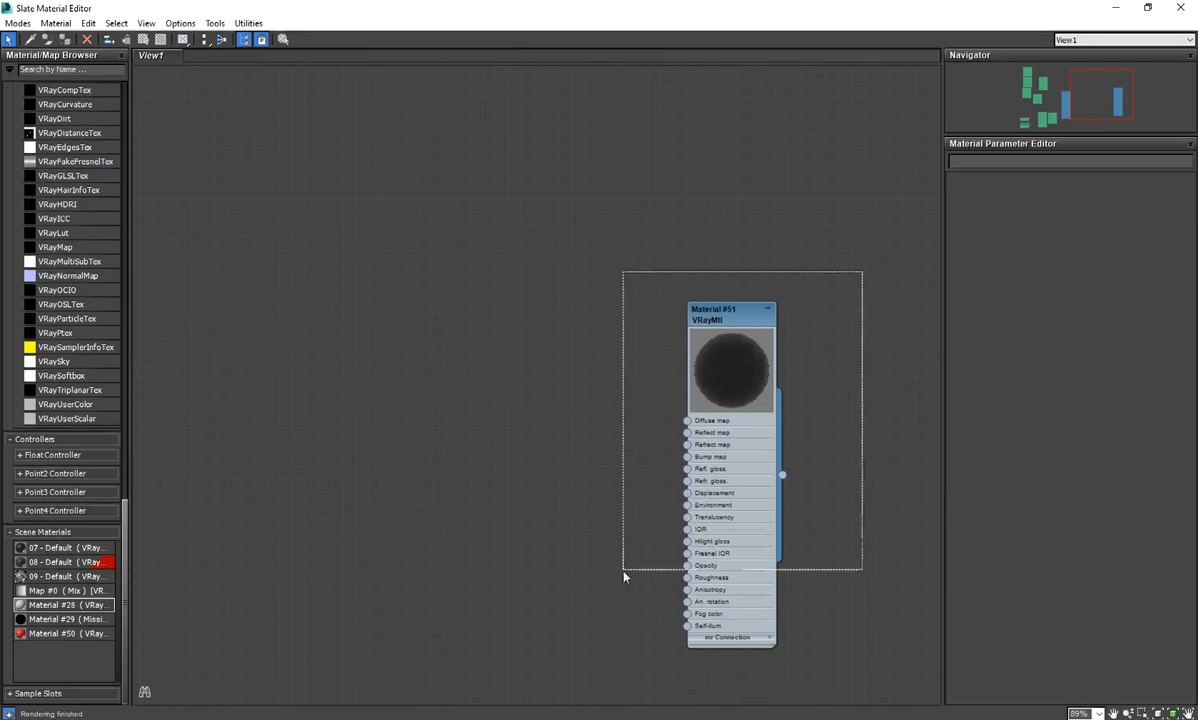 Slate Material Editor
Modes Material Edit Select View Options Tools Utilities
View1
Material/Map Browser
Search by Name ...
VRayCompTex
VRayCurvature
VRayDirt
VRayDistanceTex
VRayEdgesTex
VRayFakeFresnelTex
VRayGLSLTex
VRayHairInfoTex
VRayHDRI
VRayICC
VRayLut
VRayMap
VRayMultiSubTex
VRayNormalMap
VRayOCIO
VRayOSLTex
VRayParticleTex
VRayPtex
VRaySamplerInfoTex
VRaySky
VRaySoftbox
VRayTriplanarTex
VRayUserColor
VRayUserScalar
- Controllers
+ Float Controller
+ Point2 Controller
+ Point3 Controller
+ Point4 Controller
- Scene Materials
07 - Default ( VRay...
08 - Default ( VRay...
09 - Default ( VRay...
Map #0 ( Mix ) [VR...
Material #28 ( VRay...
Material #29 ( Missi...
Material #50 ( VRay...
+ Sample Slots
Rendering finished
View1
Material #51
VRayMtl
Diffuse map
Reflect map
Refract map
Bump map
Refl. gloss.
Refr. gloss.
Displacement
Environment
Translucency
IOR
Hilight gloss
Fresnel IOR
Opacity
Roughness
Anisotropy
An. rotation
Fog color
Self-illum
mr Connection
Navigator
Material Parameter Editor
89%